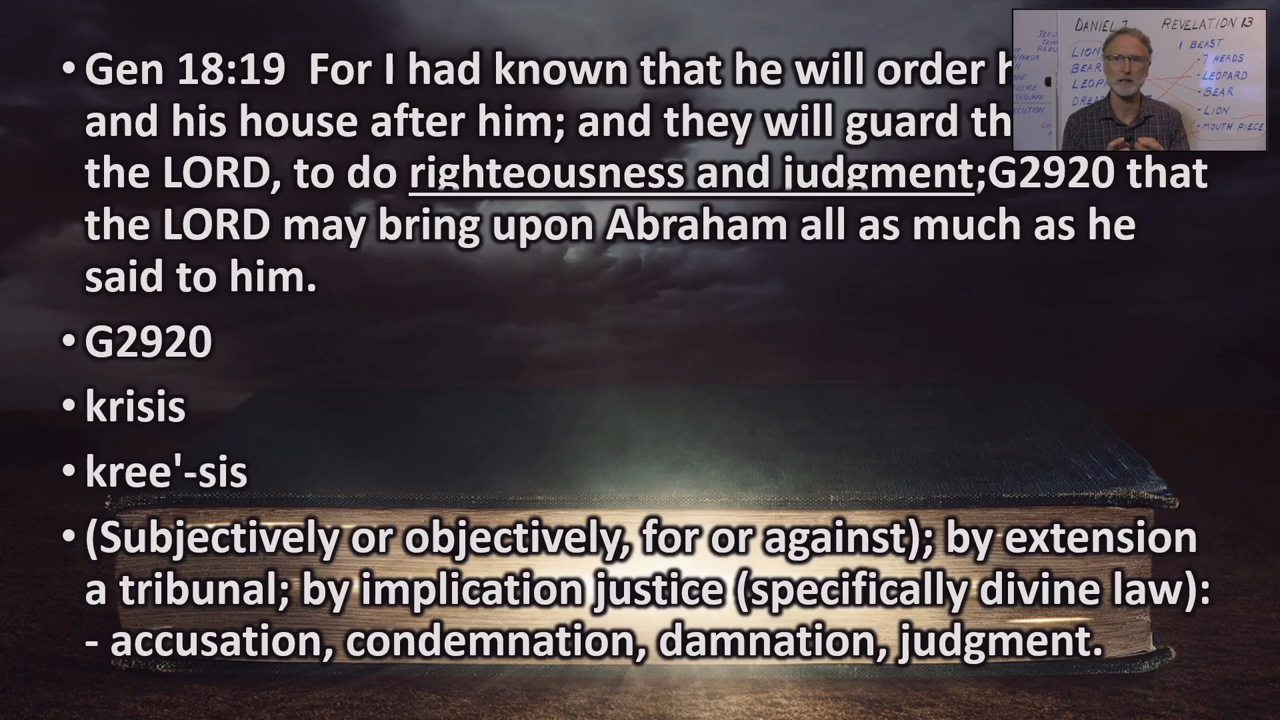 • Gen 18:19 For I had known that he will order
and his house after him; and they will guard
the LORD, to do righteousness and judgment;G2920 that
the LORD may bring upon Abraham all as much as he
said to him.
• G2920
• krisis
• kree'-sis
• (Subjectively or objectively, for or against); by extension
a tribunal; by implication justice (specifically divine law):
- accusation, condemnation, damnation, judgment.
DANIEL 7
REVELATION 13
LION
BEAR
1 BEAST
- 7 HEADS
- LEOPARD
- BEAR
- LION
- MOUTH PIECE